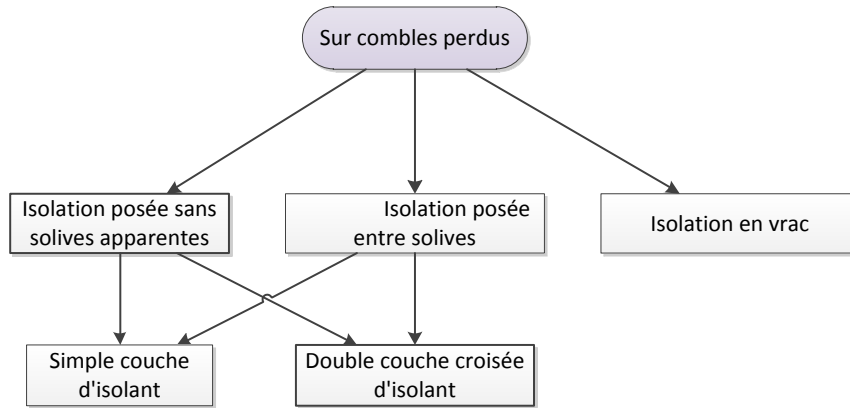 Sur combles perdus
Isolation posée sans
solives apparentes
Isolation posée
entre solives
Isolation en vrac
Simple couche
d'isolant
Double couche croisée
d'isolant